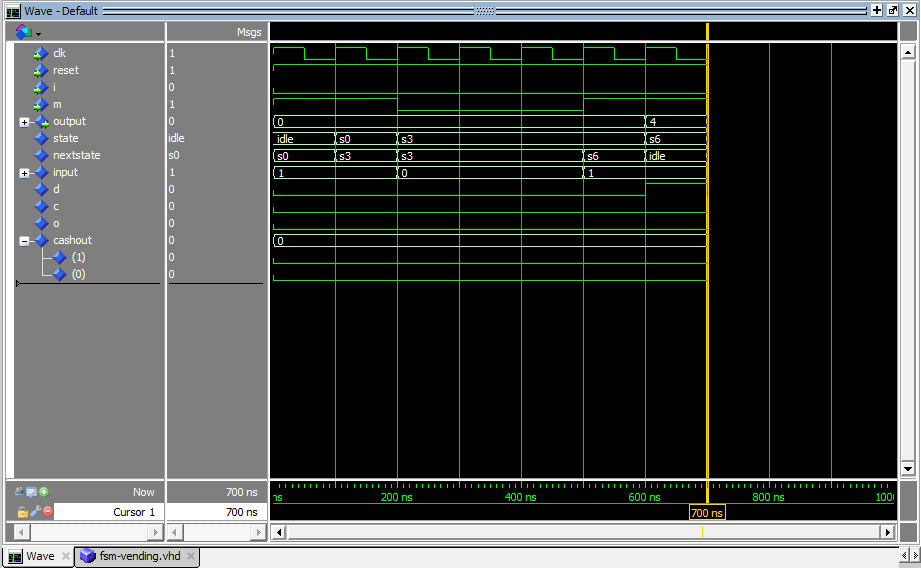 Wave - Default
Msgs
clk 1
reset 1
i 0
m 1
output 0 0 4
state idle idle s0 s3 s6
nextstate s0 s0 s3 s3 s6 idle
input 1 1 0 1
d 0
c 0
o 0
cashout 0 0
(1) 0
(0) 0
Now 700 ns ns 200 ns 400 ns 600 ns 800 ns 1000
Cursor 1 700 ns 700 ns
Wave fsm-vending.vhd